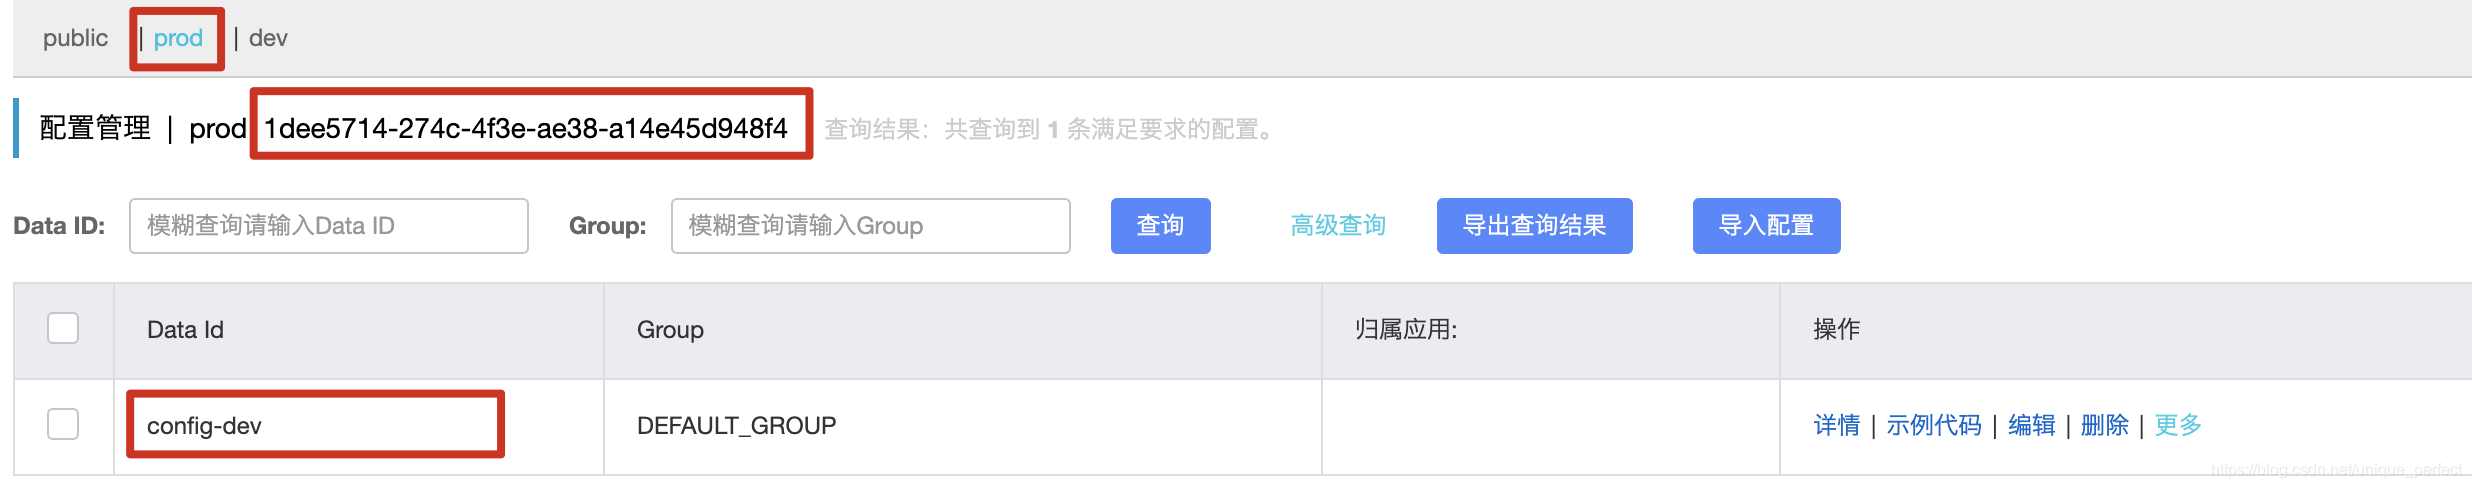 public | prod | dev
配置管理 | prod 1dee5714-274c-4f3e-ae38-a14e45d948f4 查询结果：共查询到 1 条满足要求的配置。
Data ID: 模糊查询请输入Data ID Group: 模糊查询请输入Group 查询 高级查询 导出查询结果 导入配置
Data Id Group 归属应用: 操作
config-dev DEFAULT_GROUP 详情 | 示例代码 | 编辑 | 删除 | 更多
https://blog.csdn.net/unique_perfect